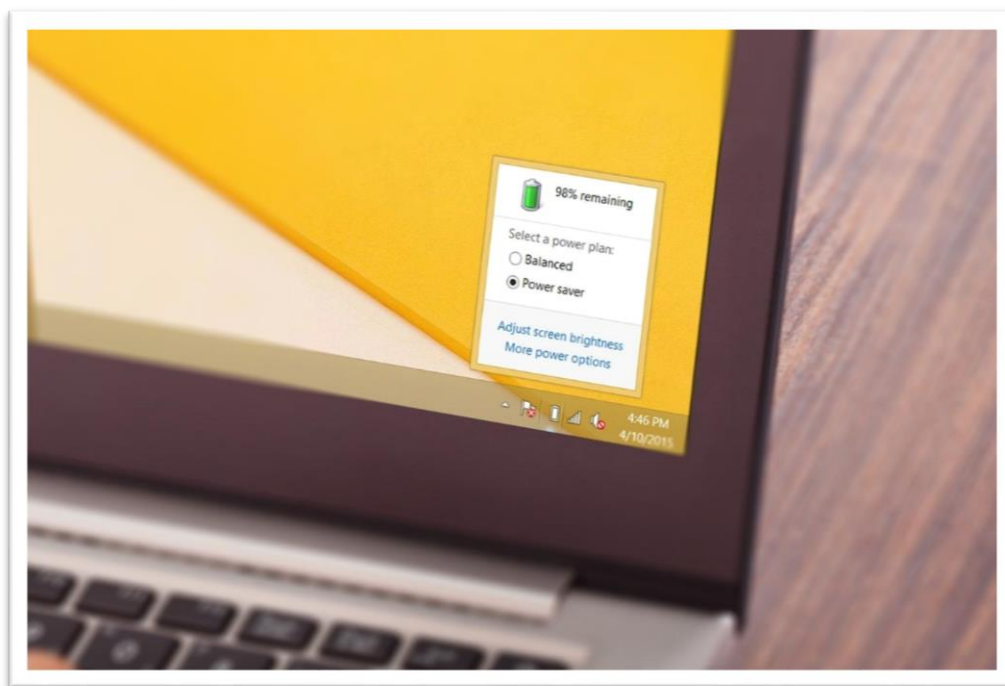 98% remaining
Select a power plan:
Balanced
Power saver
Adjust screen brightness
More power options
4:46 PM
4/10/2015